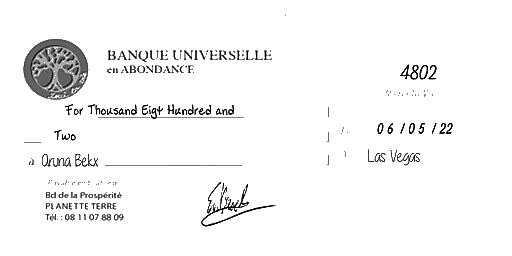 BANQUE UNIVERSELLE
en ABONDANCE
4802
For Thousand Eigt Hundred and
Two
06/05/22
à Aruna Bekx
Las Vegas
Bd de la Prospérité
PLANETTE TERRE
Tél. : 08 11 07 88 09